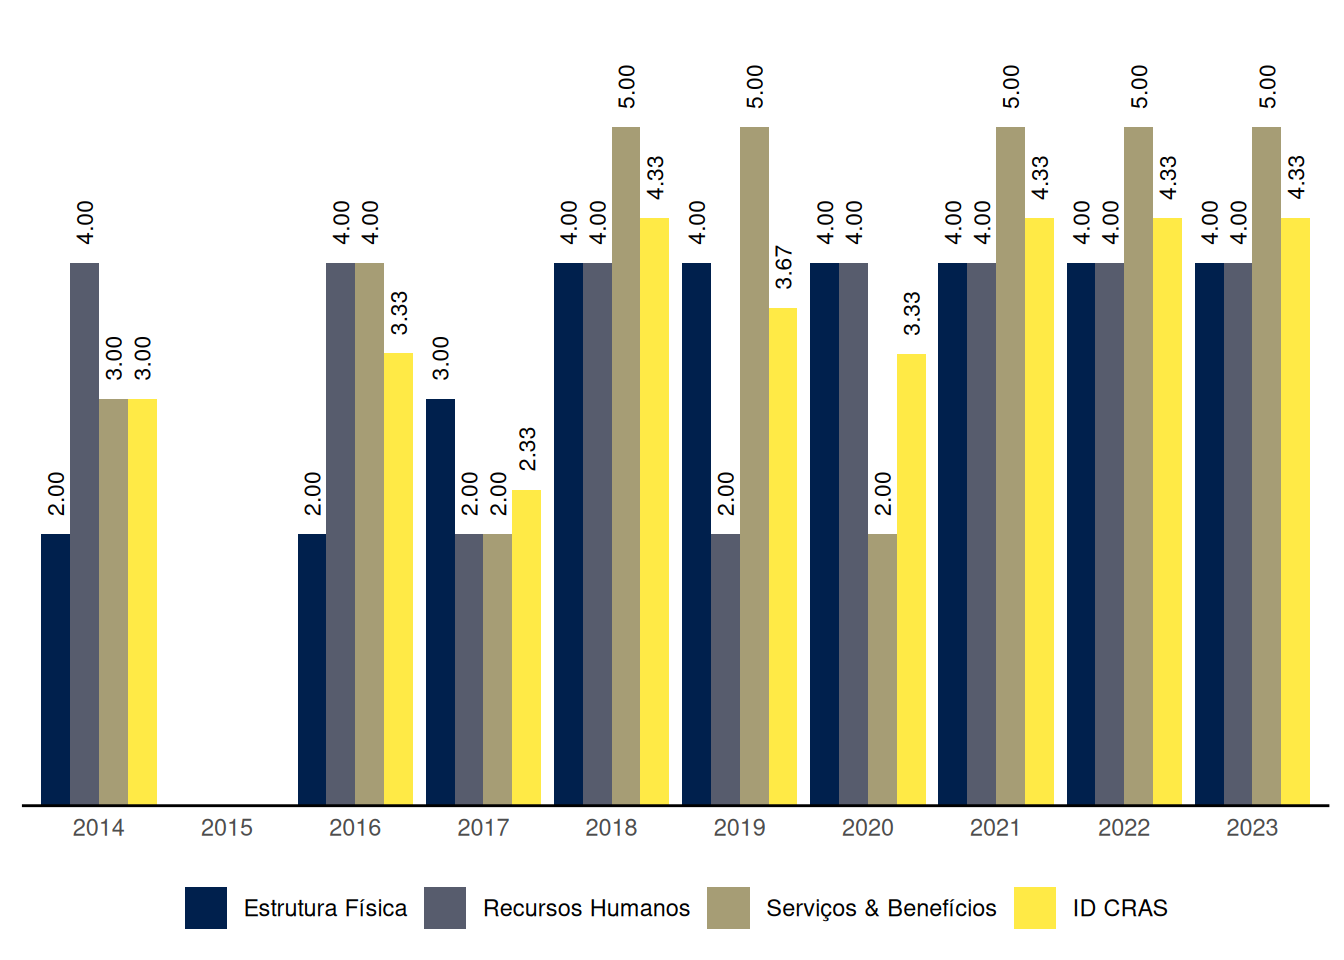 5.00 5.00 5.00 5.00 5.00
4.33 4.33 4.33 4.33
4.00 4.00 4.00 4.00 4.00 4.00 4.00 4.00 4.00 4.00 4.00 4.00 4.00 4.00
3.67
3.33 3.33
3.00 3.00 3.00
2.33
2.00 2.00 2.00 2.00 2.00 2.00
2014 2015 2016 2017 2018 2019 2020 2021 2022 2023
Estrutura Física Recursos Humanos Serviços & Benefícios ID CRAS